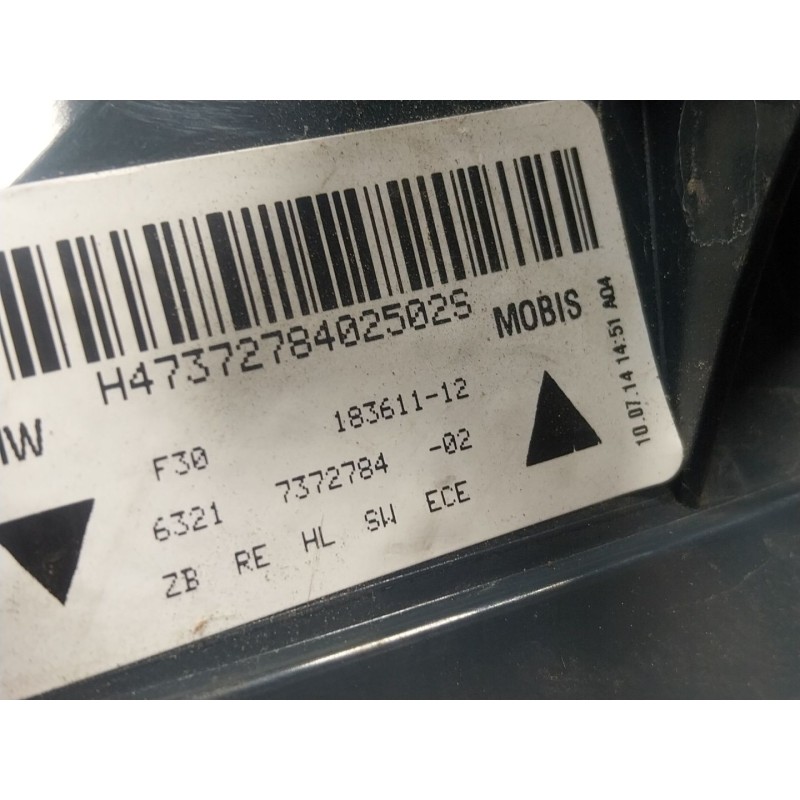 H4737278402502S
MOBIS
10.07.14 14:51 A04
F30 183611-12
6321 7372784 -02
ZB RE HL SW ECE